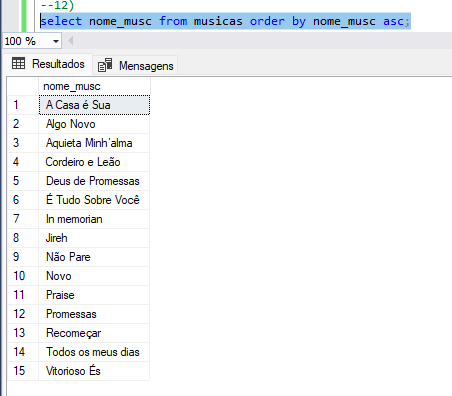 --12)
select nome_musc from musicas order by nome_musc asc;
100 %
Resultados Mensagens
nome_musc
1 A Casa é Sua
2 Algo Novo
3 Aquieta Minh'alma
4 Cordeiro e Leão
5 Deus de Promessas
6 É Tudo Sobre Você
7 In memorian
8 Jireh
9 Não Pare
10 Novo
11 Praise
12 Promessas
13 Recomeçar
14 Todos os meus dias
15 Vitorioso És